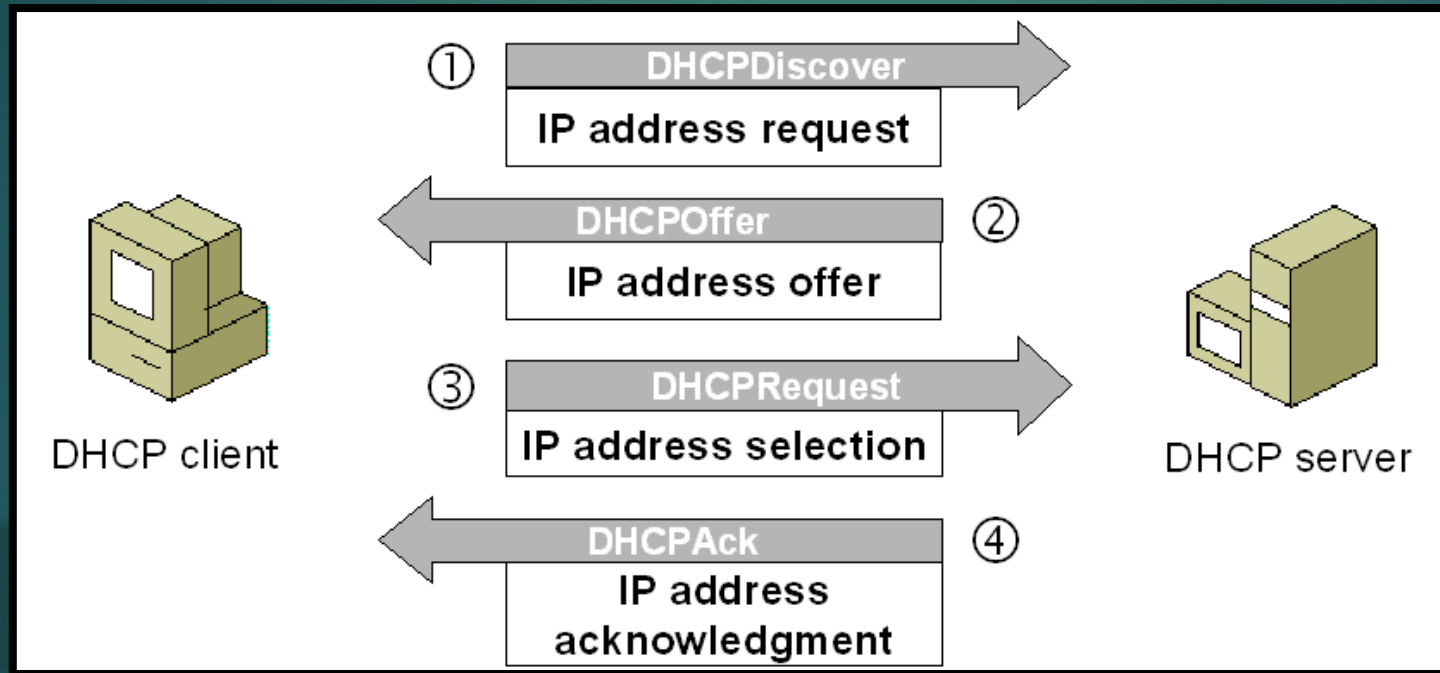 ①
DHCPDiscover
IP address request
DHCPOffer
②
IP address offer
③
DHCPRequest
IP address selection
DHCP client
DHCP server
DHCPAck
④
IP address
acknowledgment